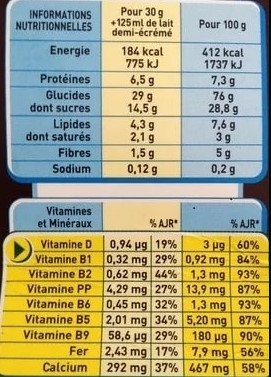 INFORMATIONS NUTRITIONNELLES Pour 30 g +125 ml de lait demi-écrémé Pour 100 g
Energie 184 kcal 412 kcal
775 kJ 1737 kJ
Protéines 6,5 g 7,3 g
Glucides 29 g 76 g
dont sucres 14,5 g 28,8 g
Lipides 4,3 g 7,6 g
dont saturés 2,1 g 3 g
Fibres 1,5 g 5 g
Sodium 0,12 g 0,2 g
Vitamines
et Minéraux % AJR* % AJR*
Vitamine D 0,94 µg 19% 3 µg 60%
Vitamine B1 0,32 mg 29% 0,92 mg 84%
Vitamine B2 0,62 mg 44% 1,3 mg 93%
Vitamine PP 4,29 mg 27% 13,9 mg 87%
Vitamine B6 0,45 mg 32% 1,3 mg 93%
Vitamine B5 2,01 mg 34% 5,20 mg 87%
Vitamine B9 58,6 µg 29% 180 µg 90%
Fer 2,43 mg 17% 7,9 mg 56%
Calcium 292 mg 37% 467 mg 58%